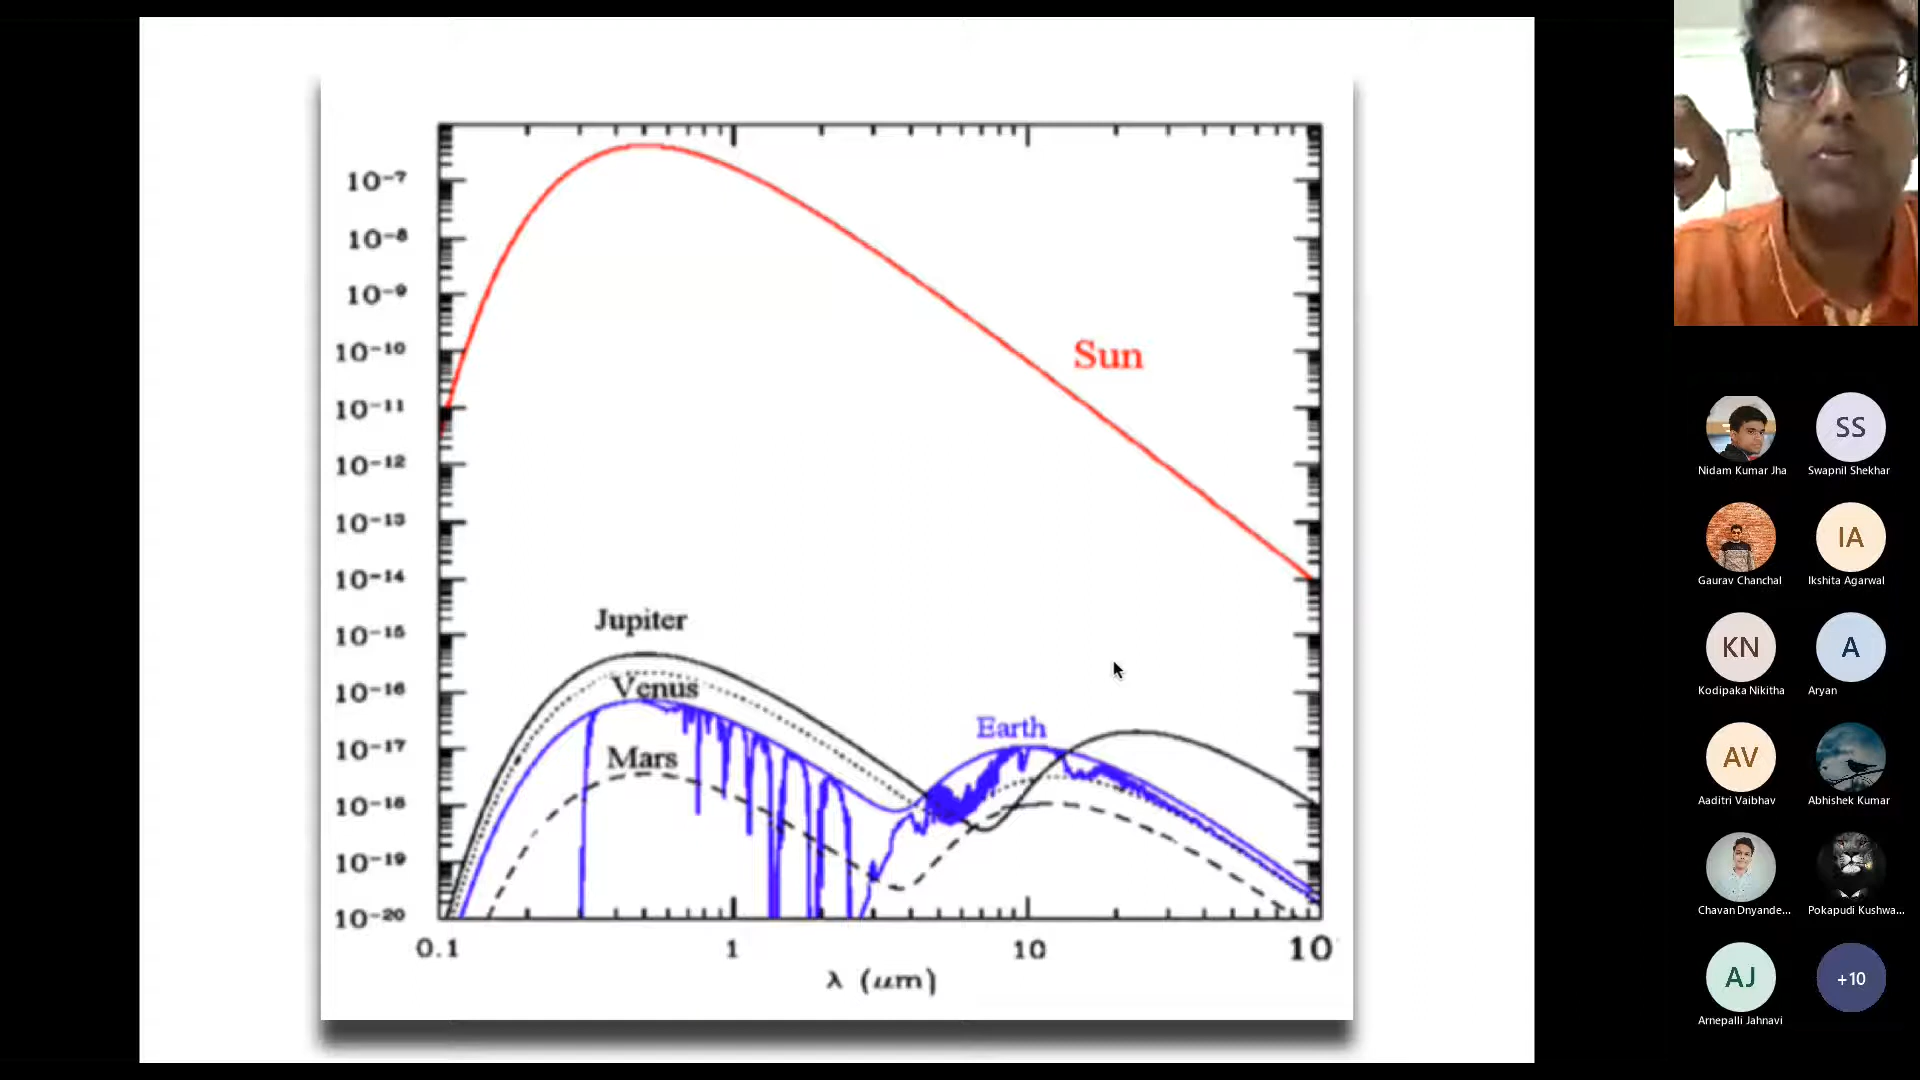 10-7
10-8
10-9
10-10
10-11
10-12
10-13
10-14
10-15
10-16
10-17
10-18
10-19
10-20
Sun
Jupiter
Venus
Earth
Mars
0.1
1
10
10
λ (μm)
Nidam Kumar Jha
SS
Swapnil Shekhar
Gaurav Chanchal
IA
Ikshita Agarwal
KN
Kodipaka Nikitha
A
Aryan
AV
Aaditri Vaibhav
Abhishek Kumar
Chavan Dnyande...
Pokapudi Kushwa...
AJ
Arnepalli Jahnavi
+10